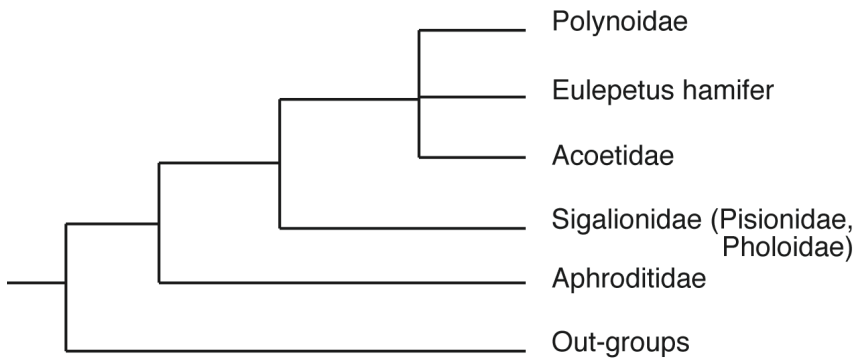 Polynoidae
Eulepetus hamifer
Acoetidae
Sigalionidae (Pisionidae,
Pholoidae)
Aphroditidae
Out-groups